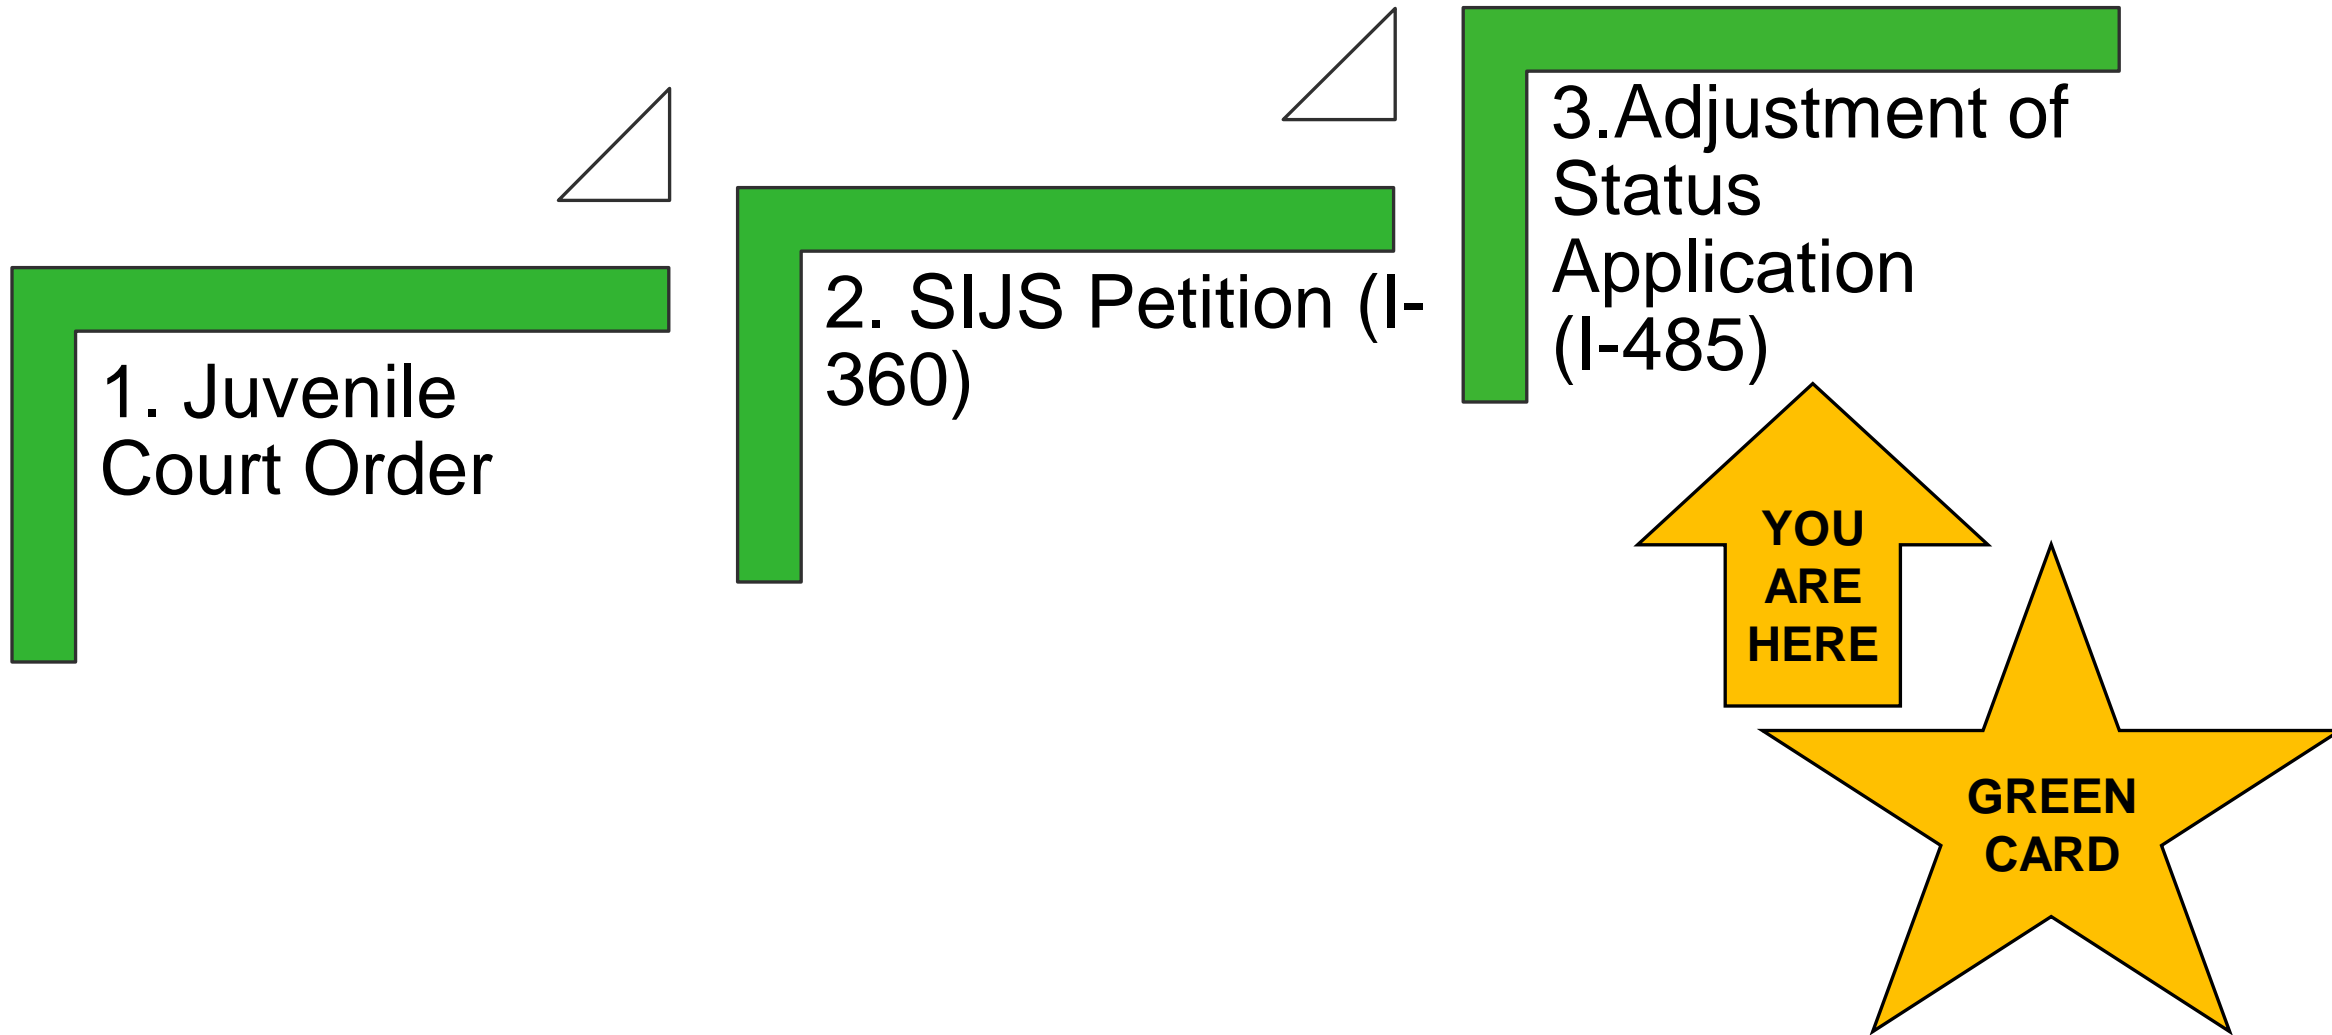 1. Juvenile
Court Order
2. SIJS Petition (I-
360)
3.Adjustment of
Status
Application
(I-485)
YOU
ARE
HERE
GREEN
CARD